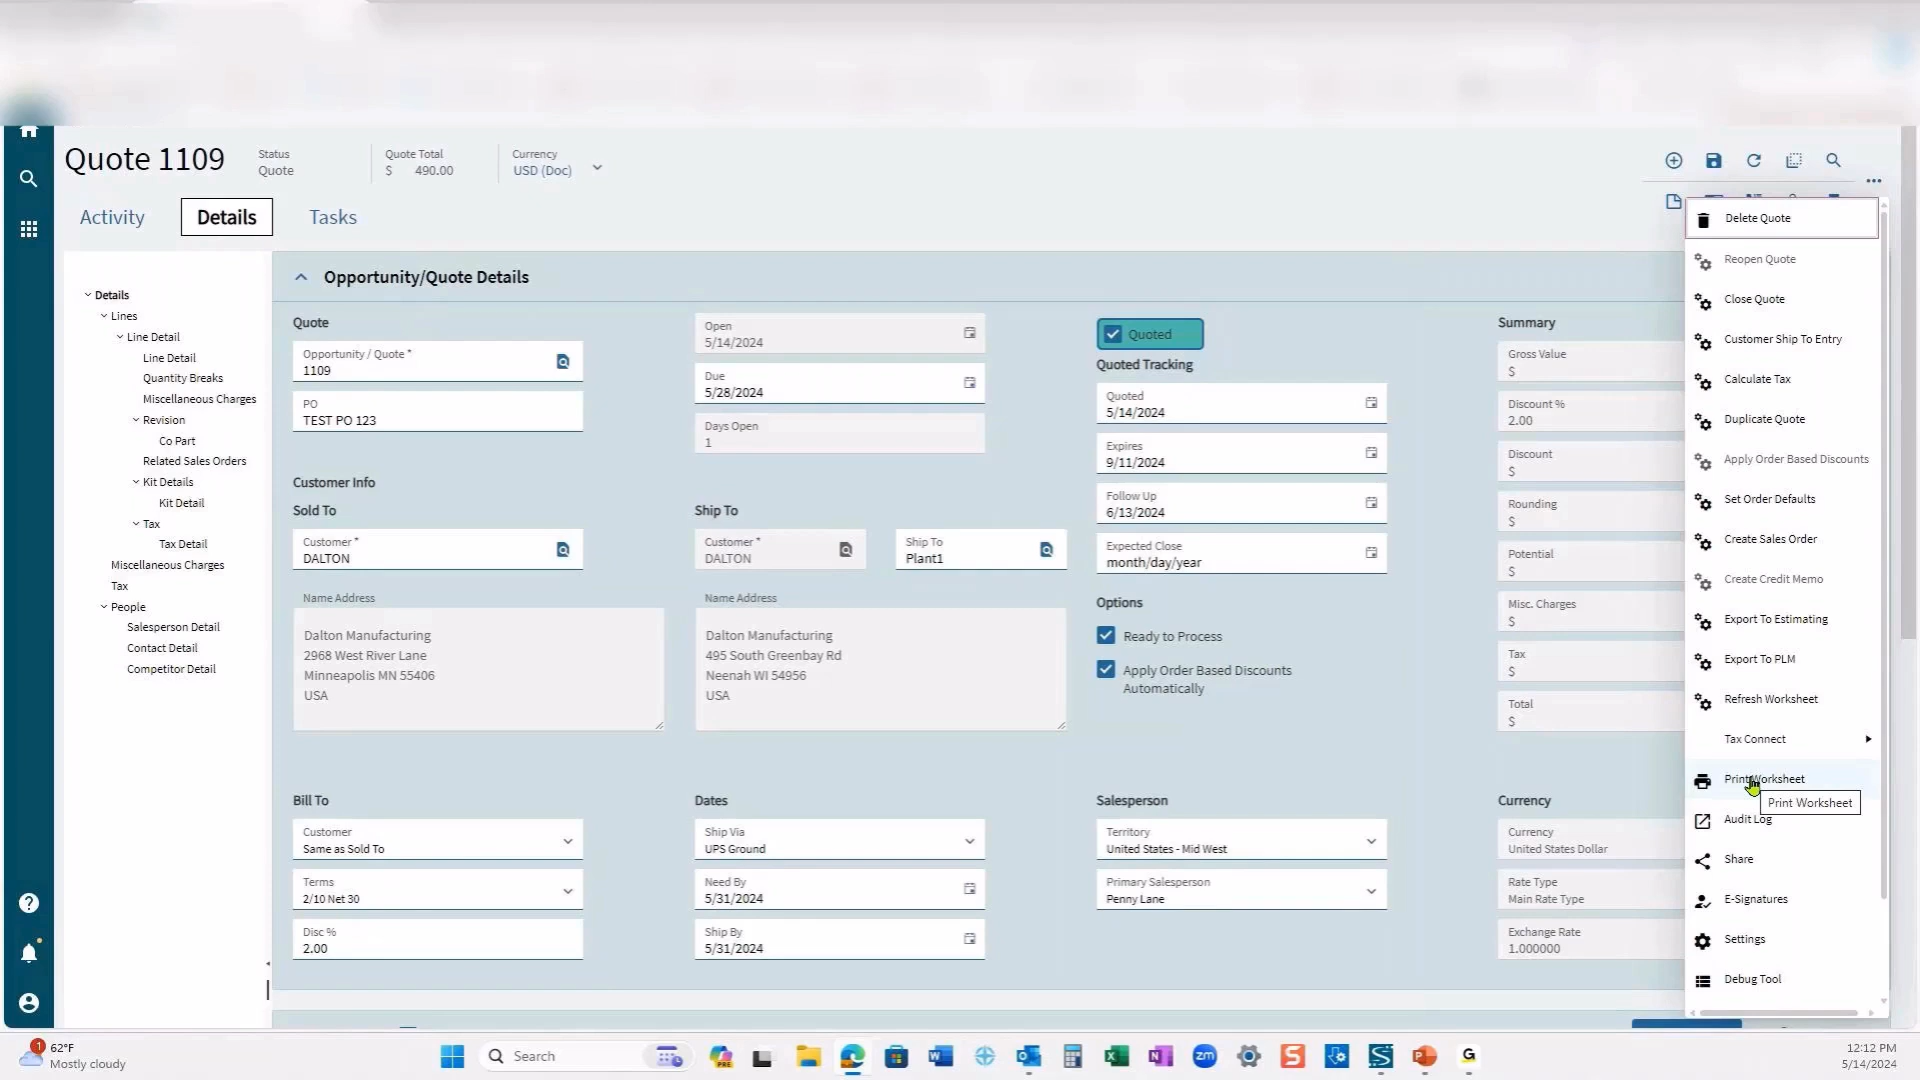 Quote 1109
Status
Quote
Quote Total
$ 490.00
Currency
USD (Doc)
Activity
Details
Tasks
Details
Lines
Line Detail
Line Detail
Quantity Breaks
Miscellaneous Charges
Revision
Co Part
Related Sales Orders
Kit Details
Kit Detail
Tax
Tax Detail
Miscellaneous Charges
Tax
People
Salesperson Detail
Contact Detail
Competitor Detail
Opportunity/Quote Details
Quote
Opportunity / Quote *
1109
PO
TEST PO 123
Open
5/14/2024
Due
5/28/2024
Days Open
1
Quoted
Quoted Tracking
Quoted
5/14/2024
Expires
9/11/2024
Follow Up
6/13/2024
Expected Close
month/day/year
Customer Info
Sold To
Customer *
DALTON
Name Address
Dalton Manufacturing
2968 West River Lane
Minneapolis MN 55406
USA
Ship To
Customer *
DALTON
Ship To
Plant1
Name Address
Dalton Manufacturing
495 South Greenbay Rd
Neenah WI 54956
USA
Options
Ready to Process
Apply Order Based Discounts
Automatically
Summary
Gross Value
$
Discount %
2.00
Discount
$
Rounding
$
Potential
$
Misc. Charges
$
Tax
$
Total
$
Bill To
Customer
Same as Sold To
Terms
2/10 Net 30
Disc %
2.00
Dates
Ship Via
UPS Ground
Need By
5/31/2024
Ship By
5/31/2024
Salesperson
Territory
United States - Mid West
Primary Salesperson
Penny Lane
Currency
Currency
United States Dollar
Rate Type
Main Rate Type
Exchange Rate
1.000000
Delete Quote
Reopen Quote
Close Quote
Customer Ship To Entry
Calculate Tax
Duplicate Quote
Apply Order Based Discounts
Set Order Defaults
Create Sales Order
Create Credit Memo
Export To Estimating
Export To PLM
Refresh Worksheet
Tax Connect
Print Worksheet
Print Worksheet
Audit Log
Share
E-Signatures
Settings
Debug Tool
1
62°F
Mostly cloudy
Search
PRE
zm
12:12 PM
5/14/2024